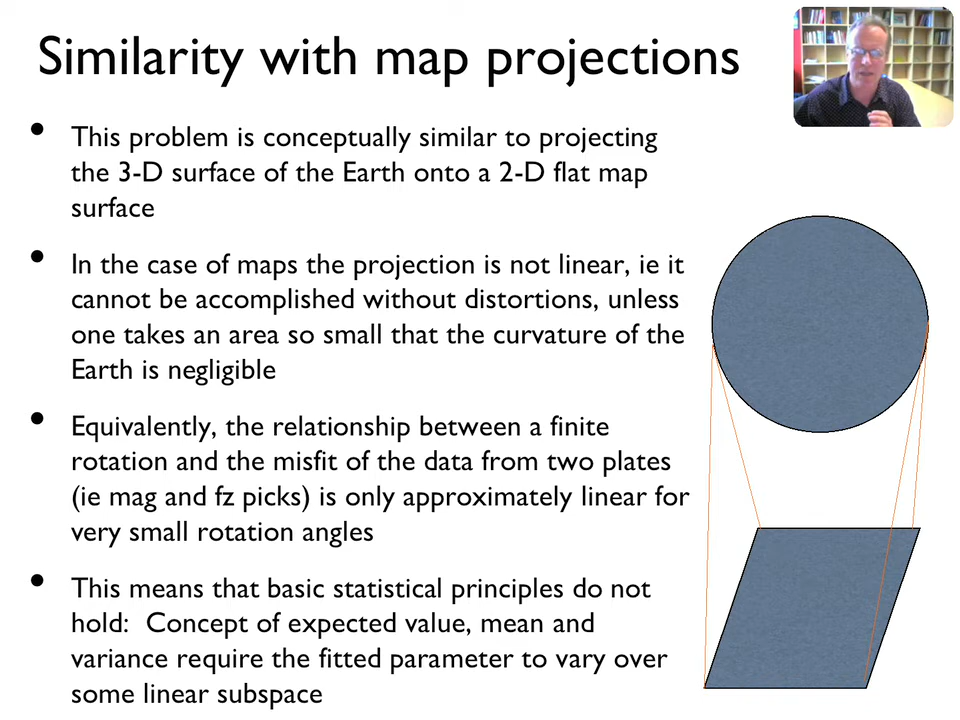 Similarity with map projections
• This problem is conceptually similar to projecting
the 3-D surface of the Earth onto a 2-D flat map
surface
• In the case of maps the projection is not linear, ie it
cannot be accomplished without distortions, unless
one takes an area so small that the curvature of the
Earth is negligible
• Equivalently, the relationship between a finite
rotation and the misfit of the data from two plates
(ie mag and fz picks) is only approximately linear for
very small rotation angles
• This means that basic statistical principles do not
hold:  Concept of expected value, mean and
variance require the fitted parameter to vary over
some linear subspace